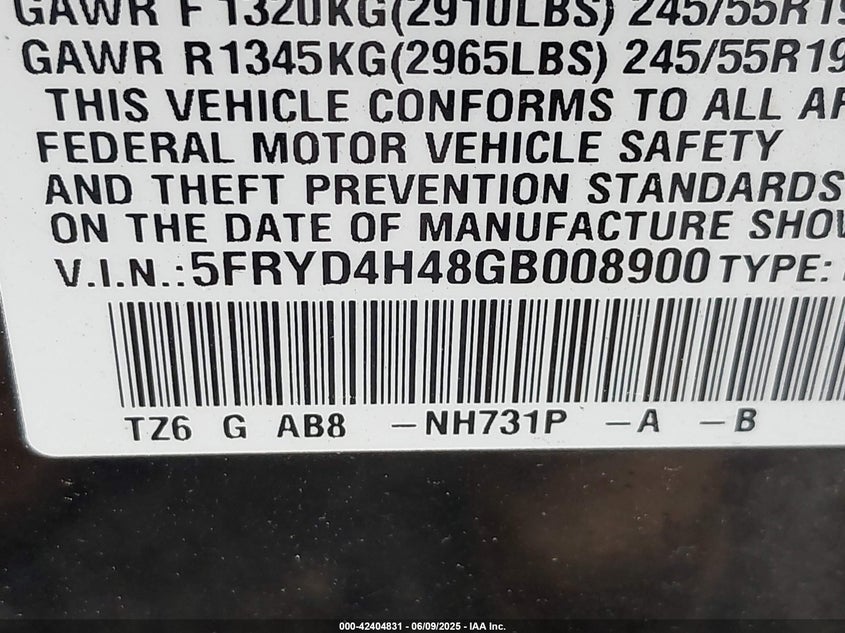 GAWR F 1320KG(2910LBS) 245/55R19
GAWR R1345KG(2965LBS) 245/55R19
THIS VEHICLE CONFORMS TO ALL
FEDERAL MOTOR VEHICLE SAFETY
AND THEFT PREVENTION STANDARDS
ON THE DATE OF MANUFACTURE
V.I.N.:5FRYD4H48GB008900 TYPE:
TZ6 G AB8 -NH731P -A -B
000-42404831 - 06/09/2025 - IAA Inc.